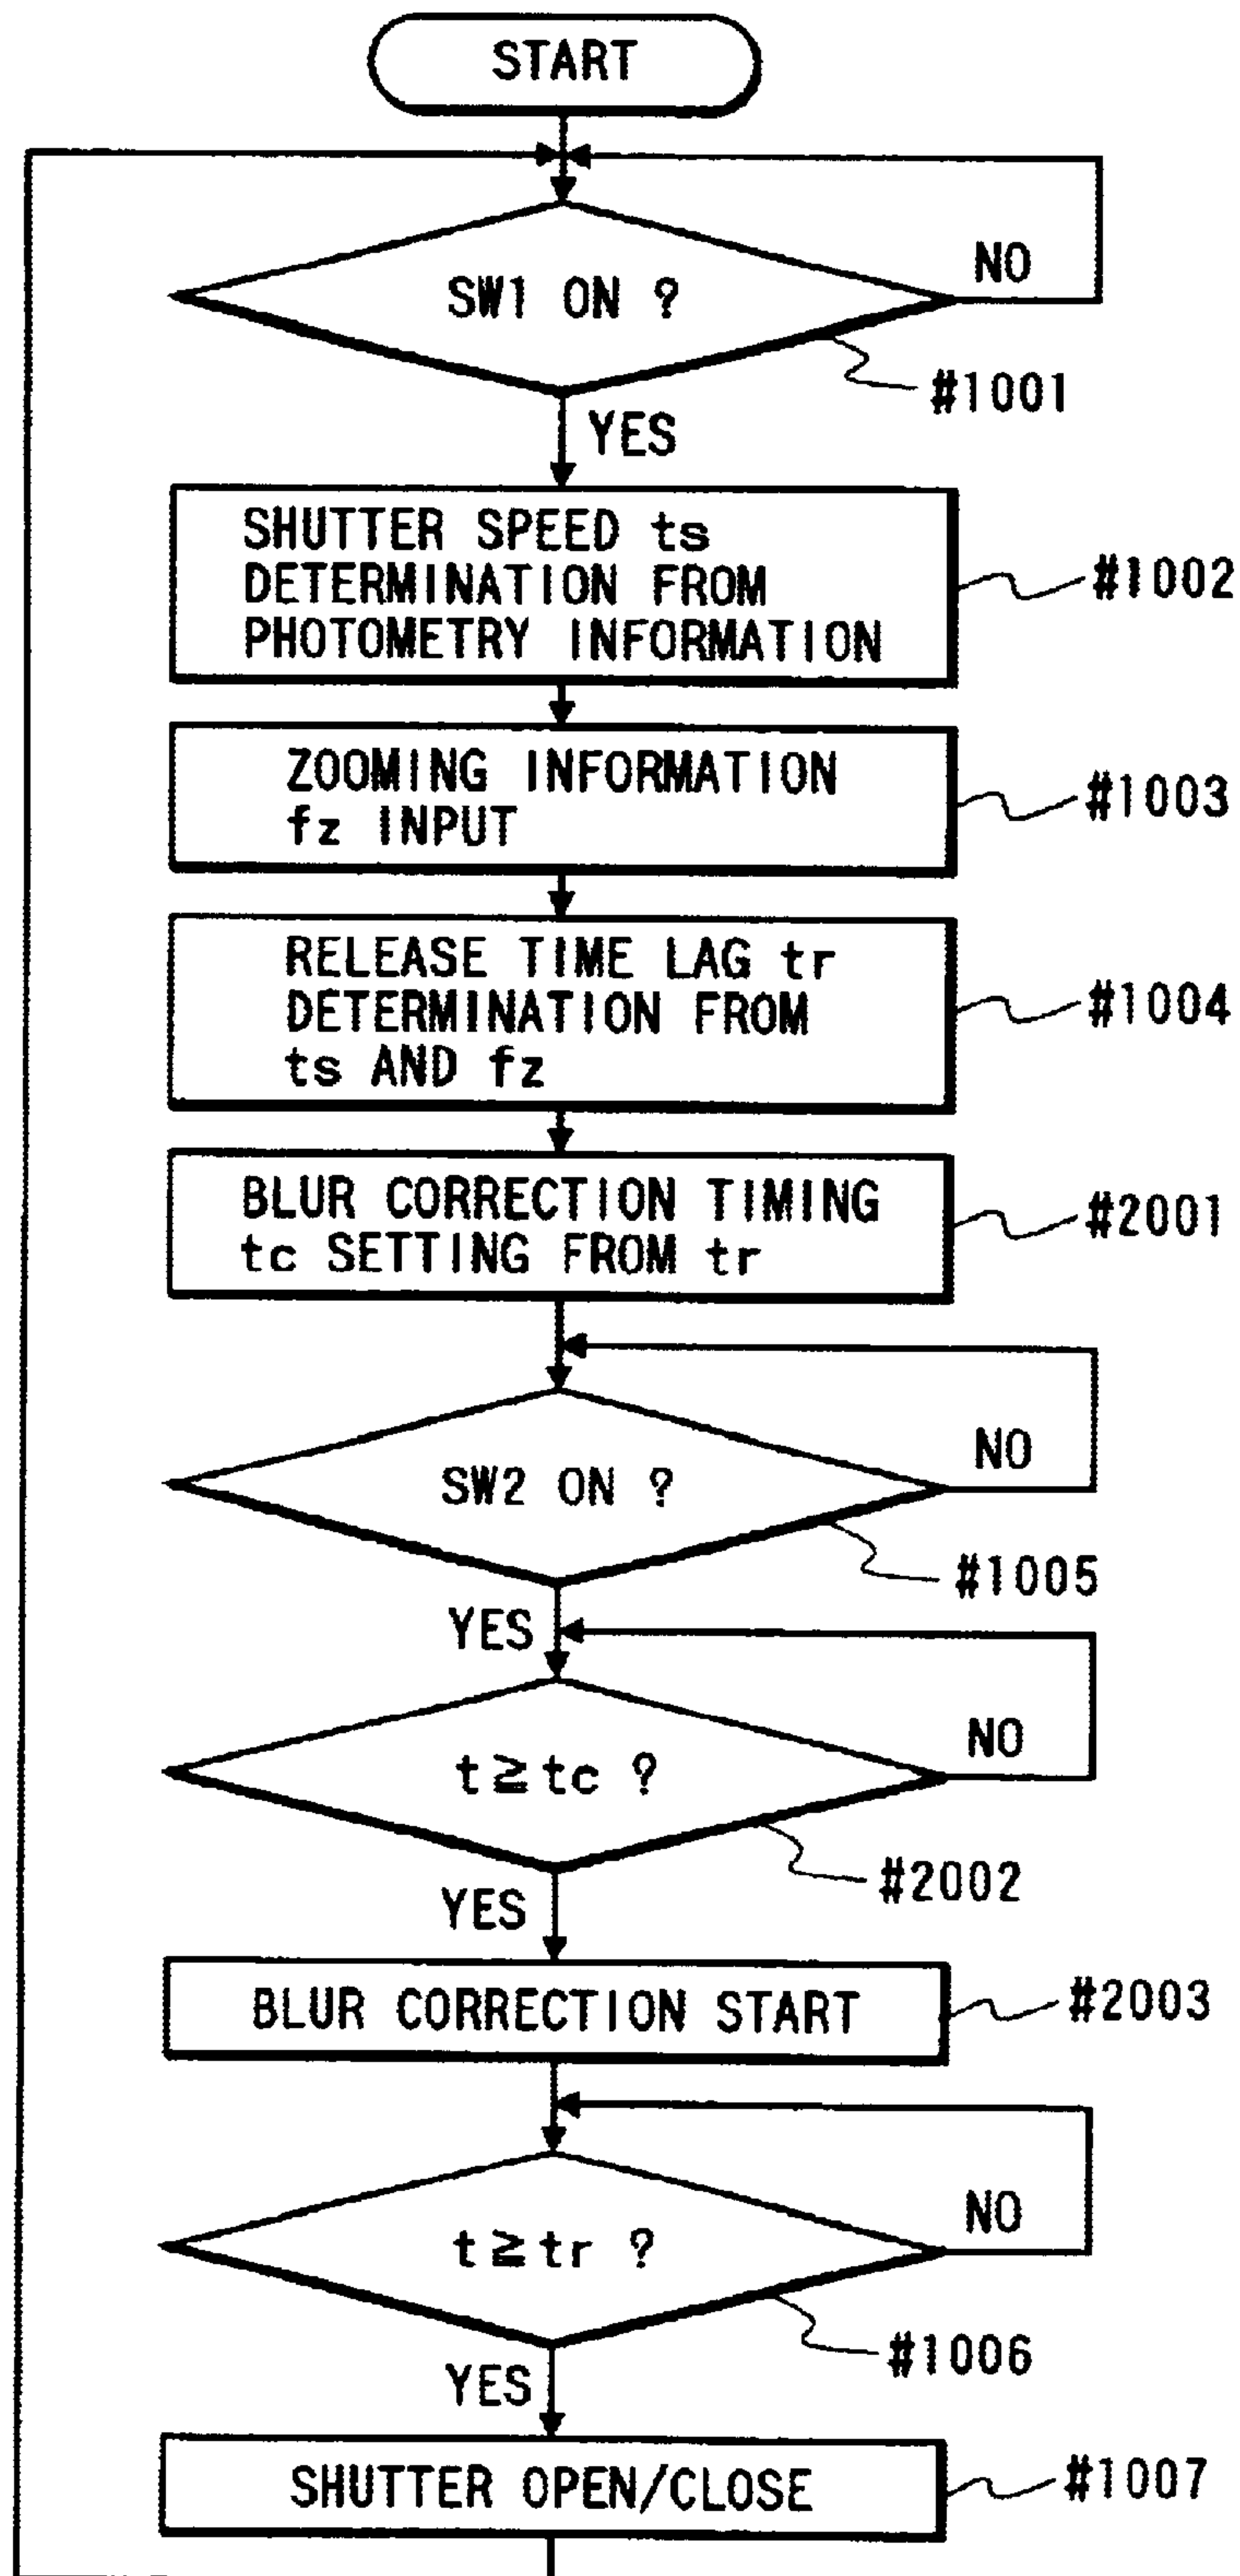 START
SW1 ON ?
NO
#1001
YES
SHUTTER SPEED ts
DETERMINATION FROM
PHOTOMETRY INFORMATION
#1002
ZOOMING INFORMATION
fz INPUT
#1003
RELEASE TIME LAG tr
DETERMINATION FROM
ts AND fz
#1004
BLUR CORRECTION TIMING
tc SETTING FROM tr
#2001
SW2 ON ?
NO
#1005
YES
t≧tc ?
NO
#2002
YES
BLUR CORRECTION START
#2003
t≧tr ?
NO
#1006
YES
SHUTTER OPEN/CLOSE
#1007